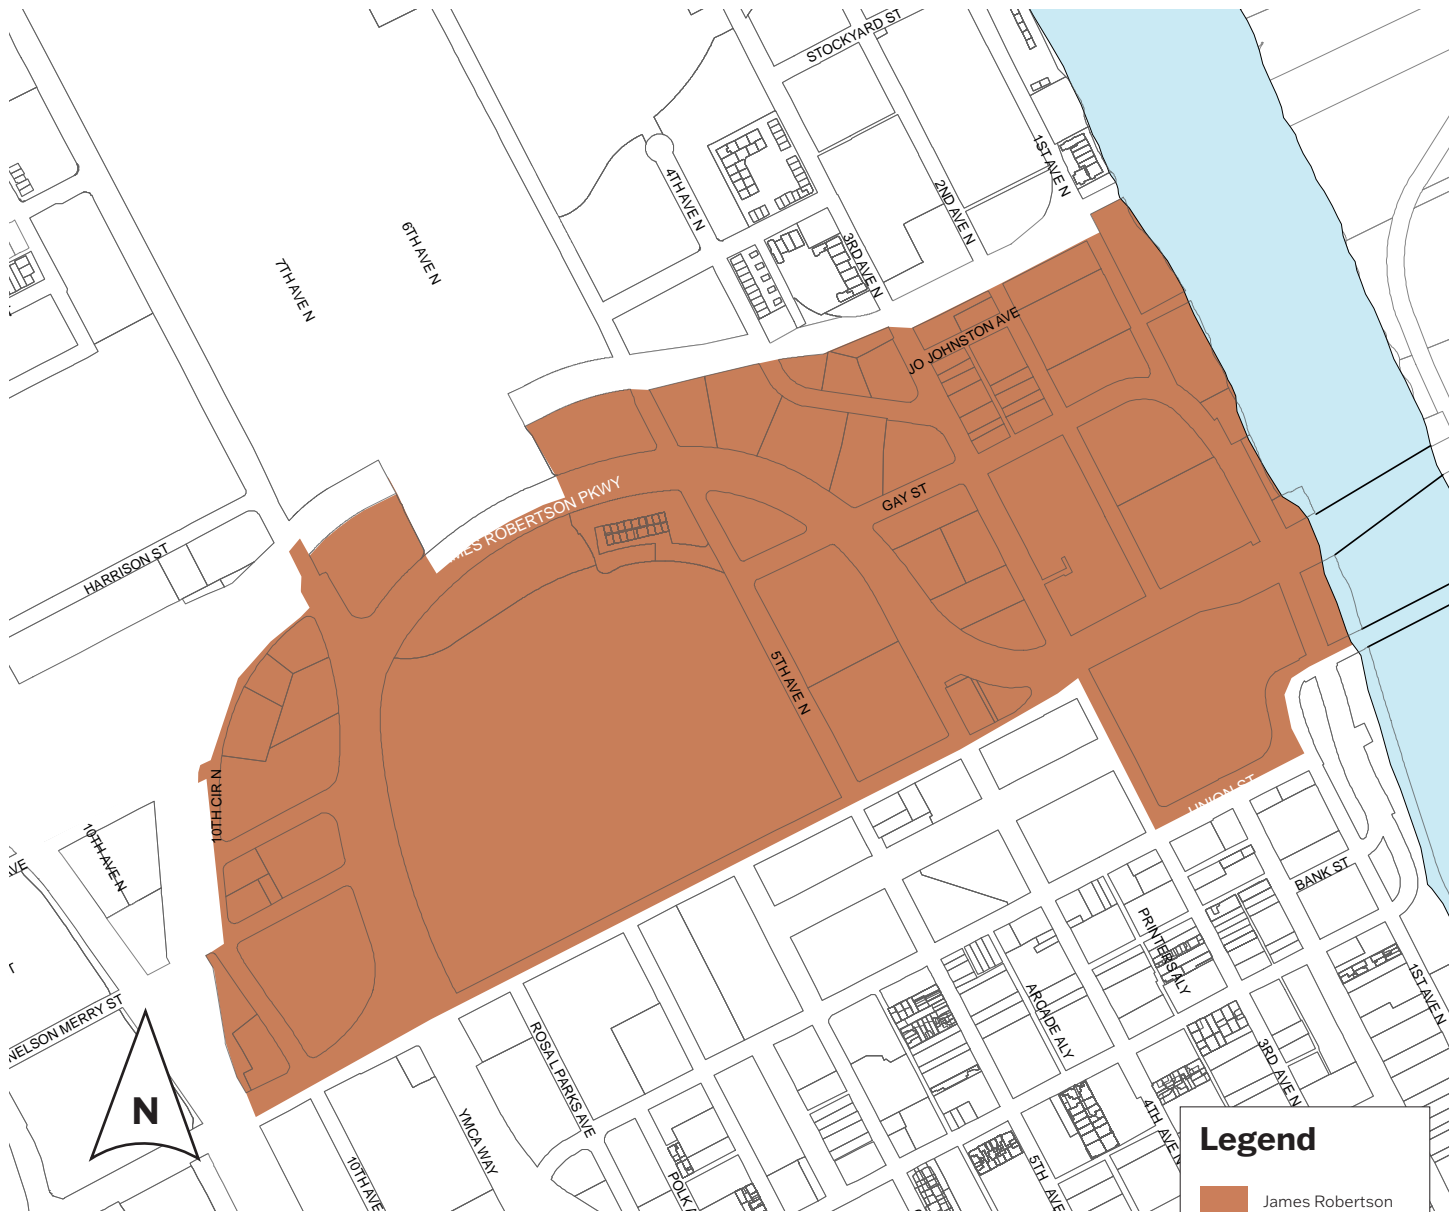 STOCKYARD ST
1ST AVE N
4TH AVE N
2ND AVE N
6TH AVE N
3RD AVE N
7TH AVE N
JO JOHNSTON AVE
GAY ST
JAMES ROBERTSON PKWY
HARRISON ST
5TH AVE N
10TH CIR N
UNION ST
10TH AVE N
AVE
BANK ST
PRINTERS ALY
T
1ST AVE N
NELSON MERRY ST
ARCADE ALY
ROSA L PARKS AVE
3RD AVE N
N
YMCA WAY
4TH AVE N
10TH AVE
5TH AVE
POLK A
Legend
James Robertson